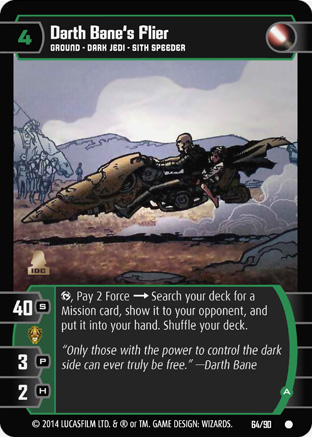 4 Darth Bane's Flier
GROUND - DARK JEDI - SITH SPEEDER
IDC
40 S
, Pay 2 Force → Search your deck for a
Mission card, show it to your opponent, and
put it into your hand. Shuffle your deck.
3 P
"Only those with the power to control the dark
side can ever truly be free." —Darth Bane
2 H
A
© 2014 LUCASFILM LTD. & ® or TM. GAME DESIGN: WIZARDS. 64/90